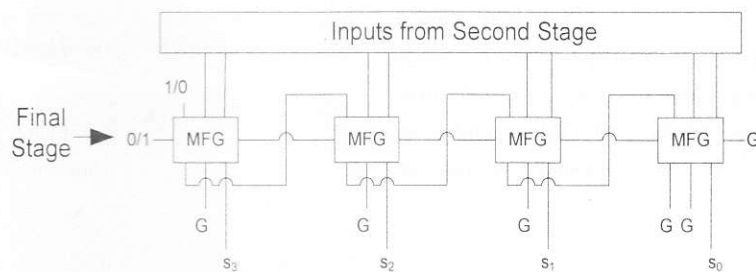 Inputs from Second Stage
1/0
Final
Stage
0/1
MFG
MFG
MFG
MFG
G
G
G
G
G G
s3
s2
s1
s0